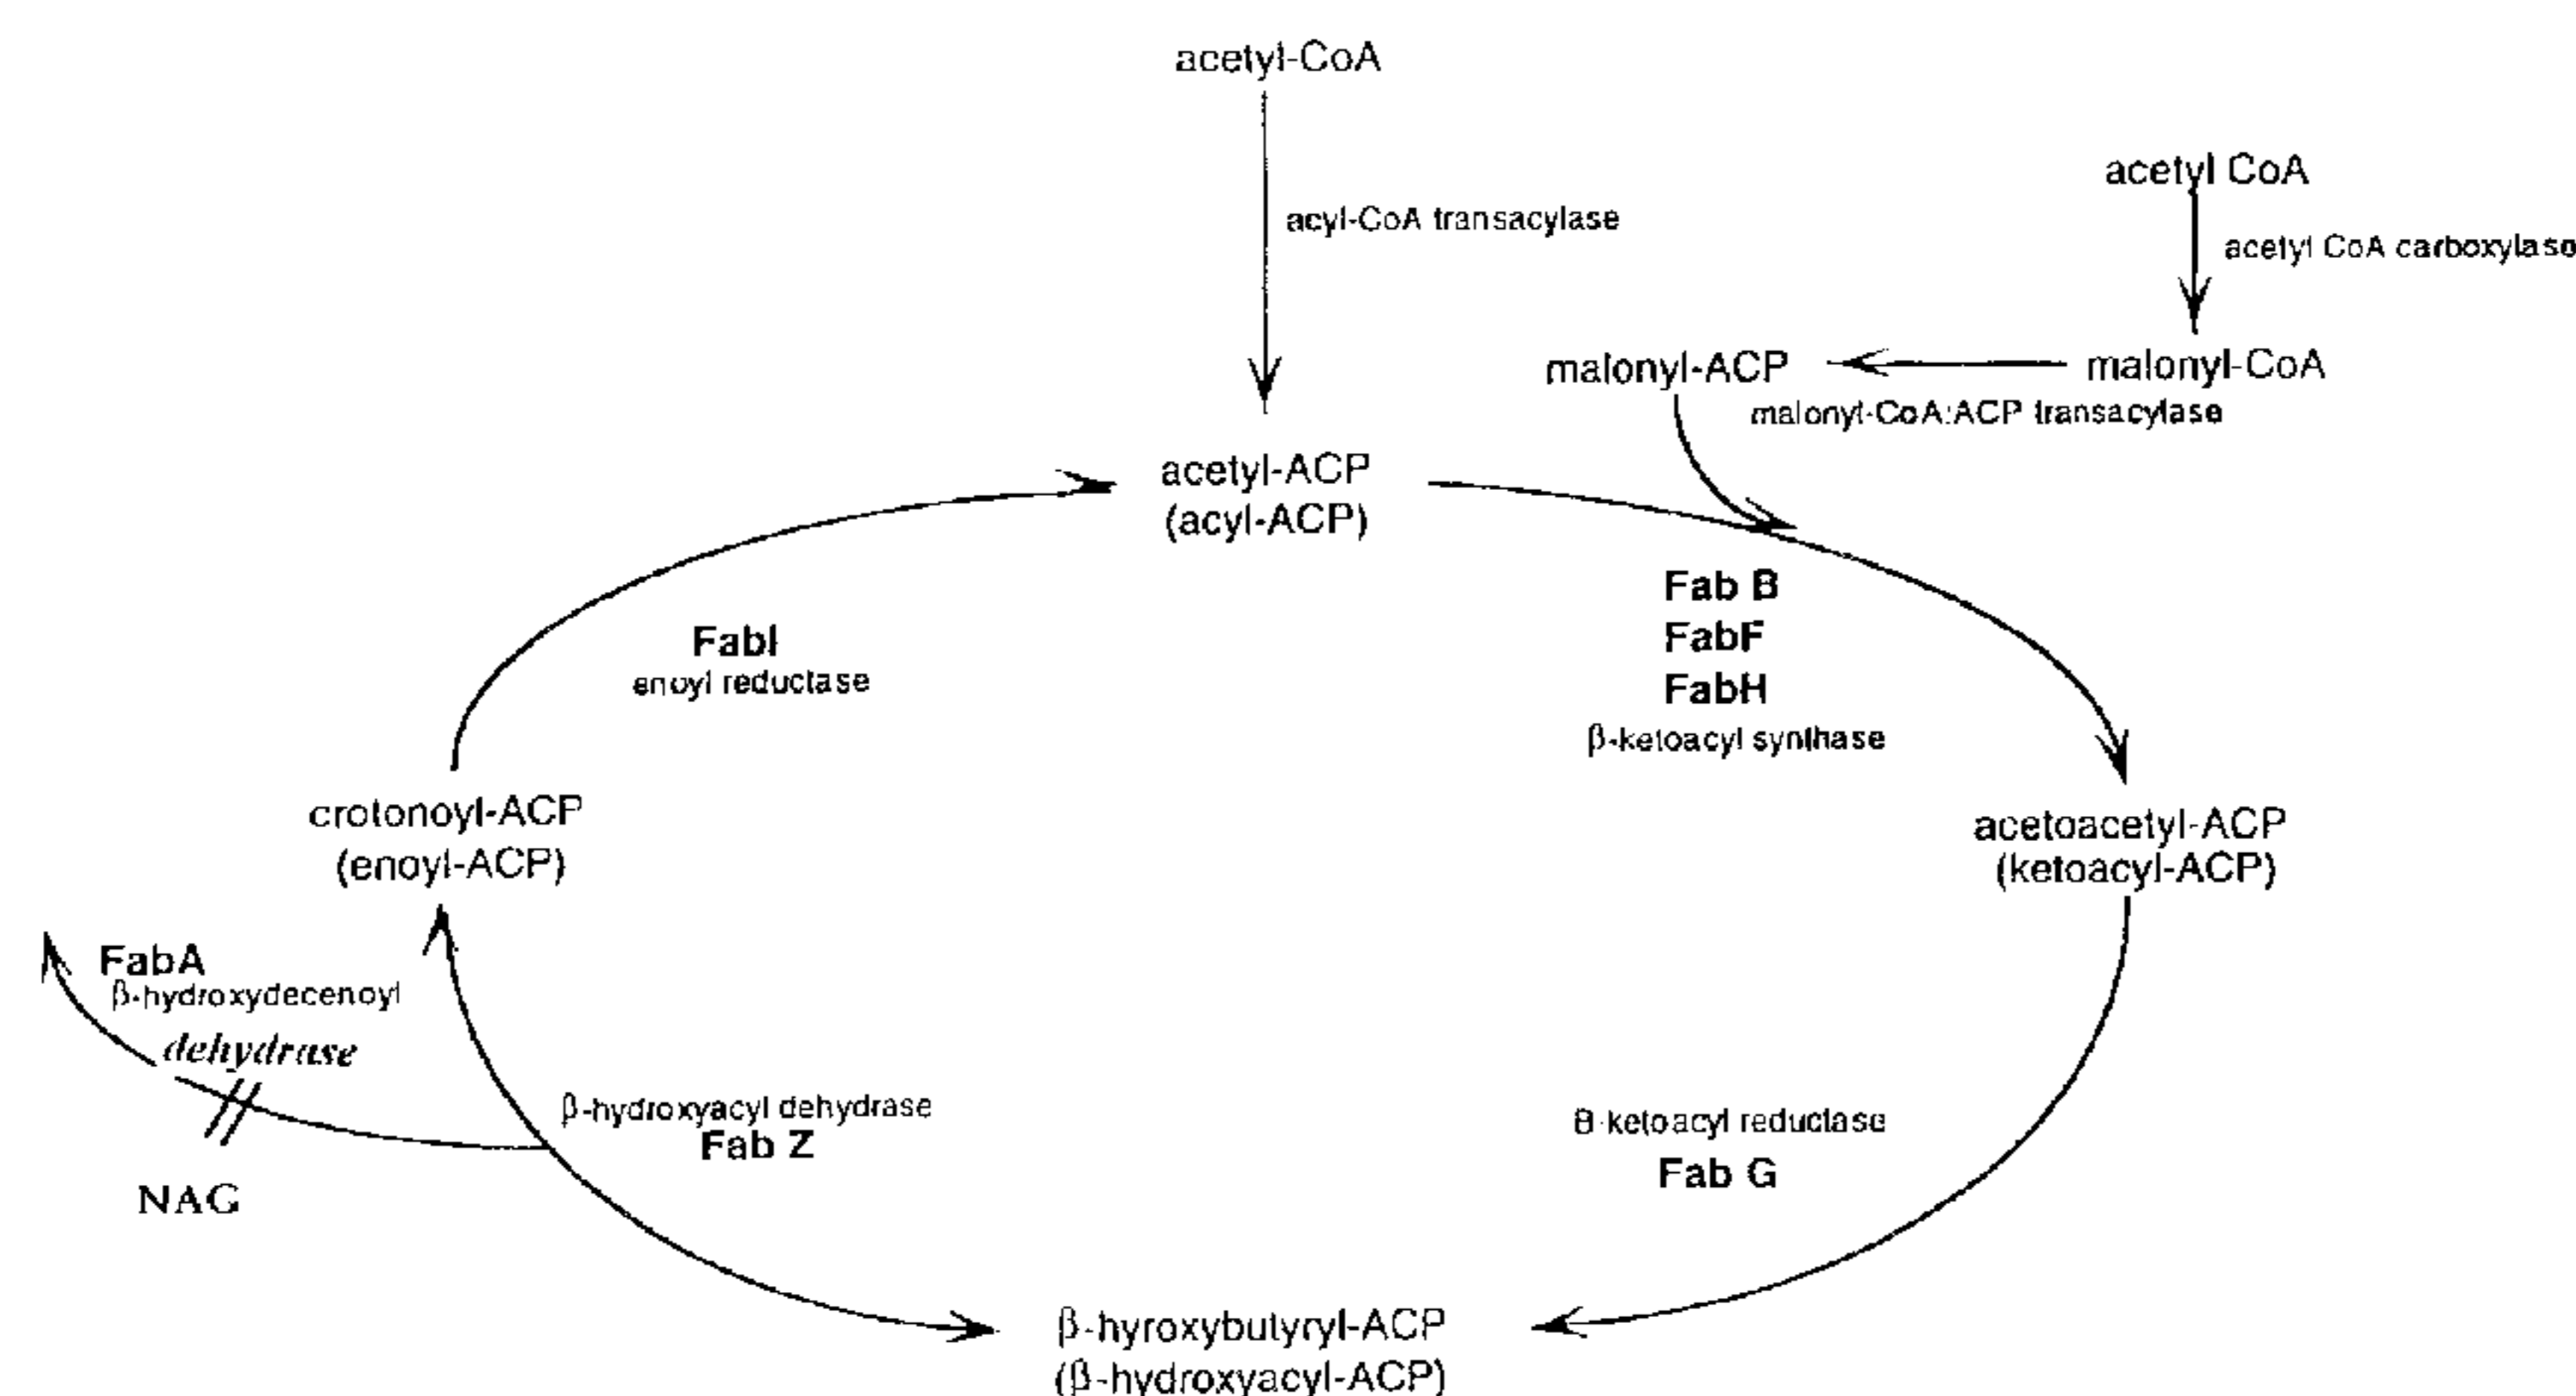 acetyl-CoA
acyl-CoA transacylase
acetyl CoA
acetyl CoA carboxylase
malonyl-ACP
malonyl-CoA
malonyl-CoA:ACP transacylase
acetyl-ACP
(acyl-ACP)
Fab B
FabF
FabH
β-ketoacyl synthase
FabI
enoyl reductase
crotonoyl-ACP
(enoyl-ACP)
acetoacetyl-ACP
(ketoacyl-ACP)
FabA
β-hydroxydecenoyl
dehydrase
NAG
β-hydroxyacyl dehydrase
Fab Z
B-ketoacyl reductase
Fab G
β-hyroxybutyryl-ACP
(β-hydroxyacyl-ACP)